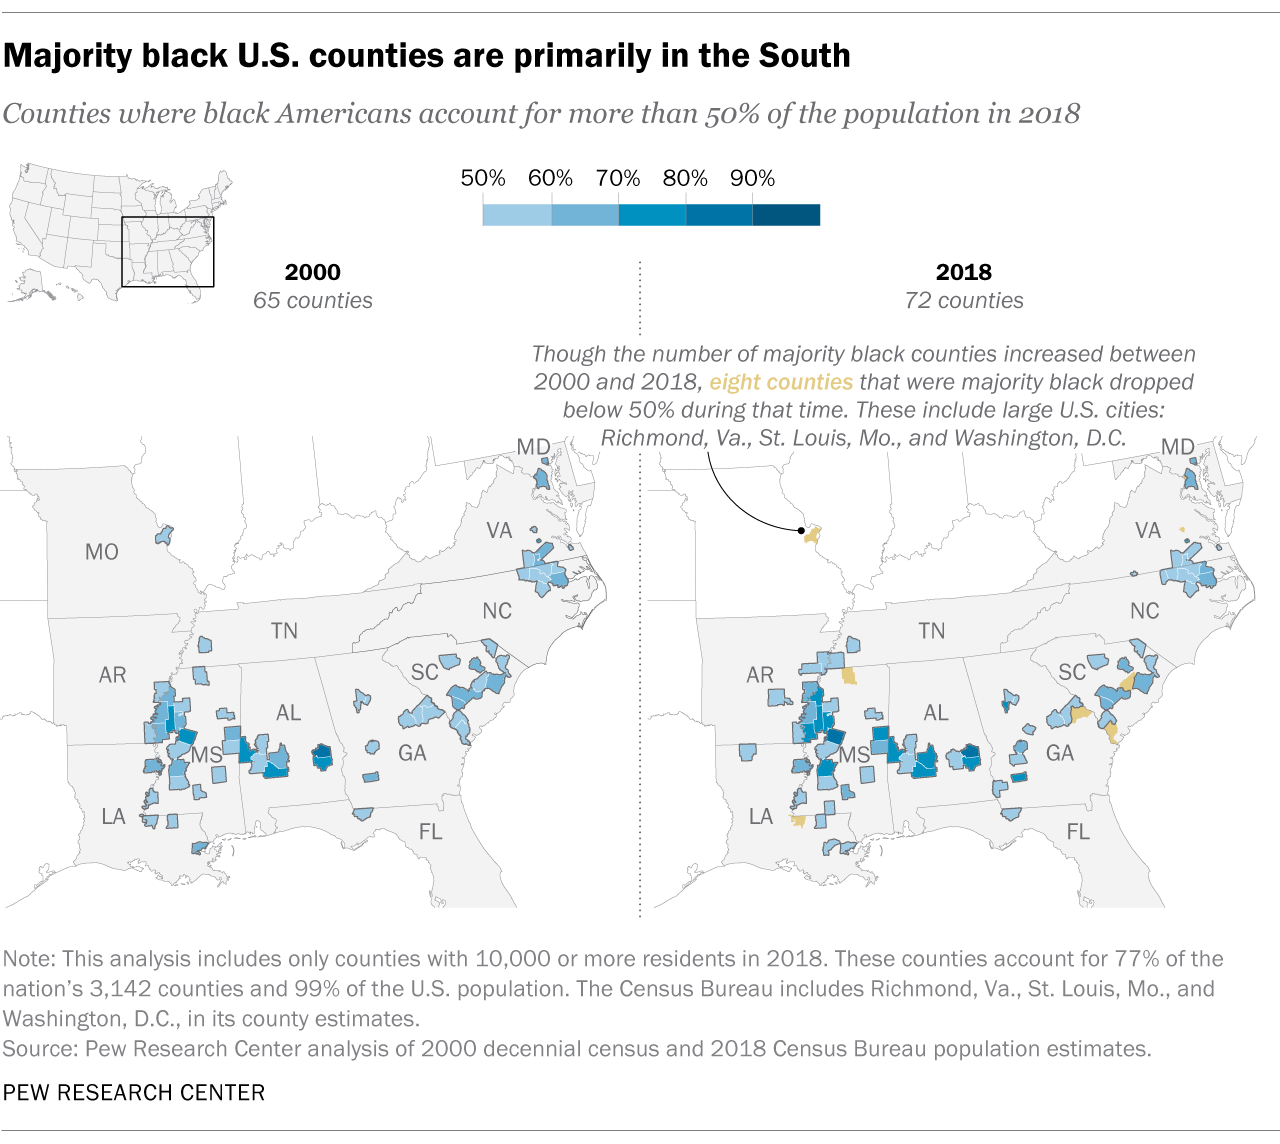 Majority black U.S. counties are primarily in the South
Counties where black Americans account for more than 50% of the population in 2018
50% 60% 70% 80% 90%
2000
65 counties
2018
72 counties
Though the number of majority black counties increased between
2000 and 2018, eight counties that were majority black dropped
below 50% during that time. These include large U.S. cities:
Richmond, Va., St. Louis, Mo., and Washington, D.C.
MD
VA
MO
NC
TN
AR
SC
AL
MS
GA
LA
FL
MD
VA
NC
TN
AR
SC
AL
MS
GA
LA
FL
Note: This analysis includes only counties with 10,000 or more residents in 2018. These counties account for 77% of the
nation's 3,142 counties and 99% of the U.S. population. The Census Bureau includes Richmond, Va., St. Louis, Mo., and
Washington, D.C., in its county estimates.
Source: Pew Research Center analysis of 2000 decennial census and 2018 Census Bureau population estimates.
PEW RESEARCH CENTER